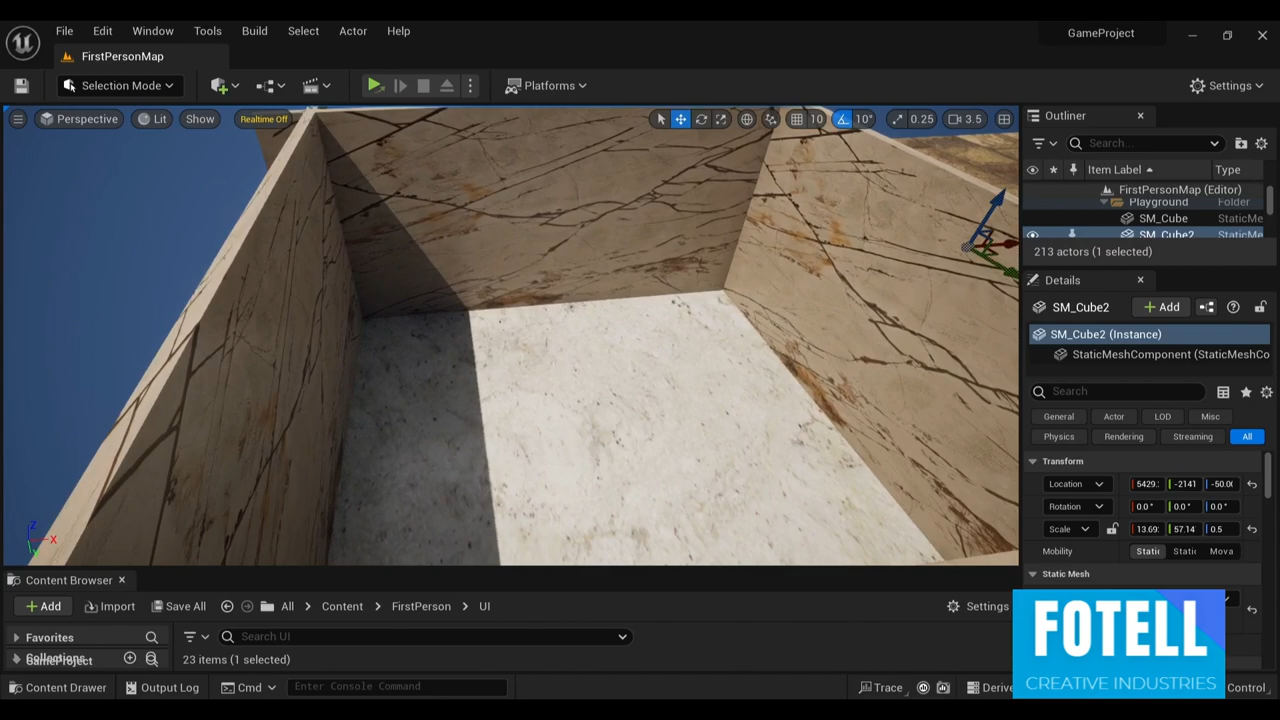 File Edit Window Tools Build Select Actor Help
GameProject
FirstPersonMap
Selection Mode
Platforms
Settings
Perspective Lit Show Realtime Off
10 10° 0.25 3.5
Outliner
Search...
Item Label Type
FirstPersonMap (Editor)
Playground Folder
SM_Cube StaticMe
SM_Cube2 StaticMe
213 actors (1 selected)
Details
SM_Cube2 Add
SM_Cube2 (Instance)
StaticMeshComponent (StaticMeshCo
Search
General Actor LOD Misc
Physics Rendering Streaming All
Transform
Location 5429. -2141 -50.0
Rotation 0.0° 0.0° 0.0°
Scale 13.69 57.14 0.5
Mobility Static Static Mova
Static Mesh
Z
X
Y
Content Browser
Add Import Save All All Content FirstPerson UI Settings
Favorites
Search UI
Collections
GameProject
23 items (1 selected)
Content Drawer Output Log Cmd Enter Console Command Trace Derive Control
FOTELL
CREATIVE INDUSTRIES